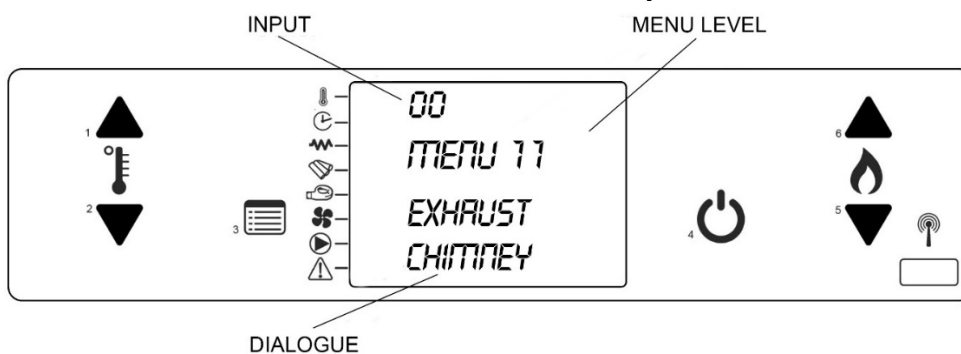 INPUT
MENU LEVEL
00
MENU 11
EXHAUST
CHIMNEY
1
2
3
4
6
5
DIALOGUE